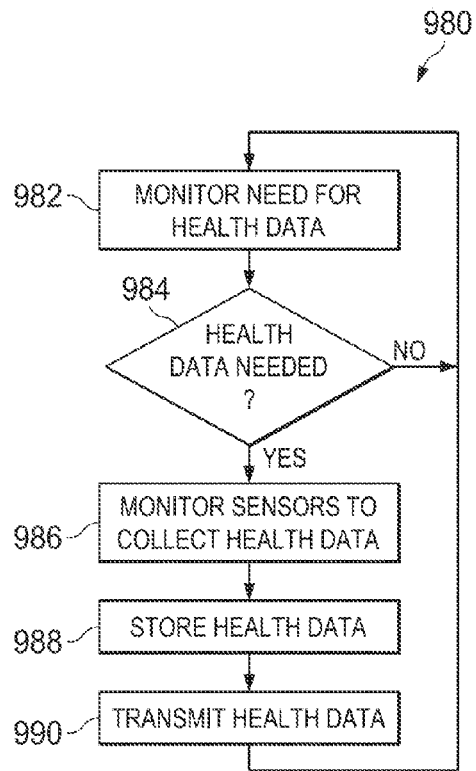 980
982
MONITOR NEED FOR
HEALTH DATA
984
HEALTH
DATA NEEDED
?
NO
YES
986
MONITOR SENSORS TO
COLLECT HEALTH DATA
988
STORE HEALTH DATA
990
TRANSMIT HEALTH DATA